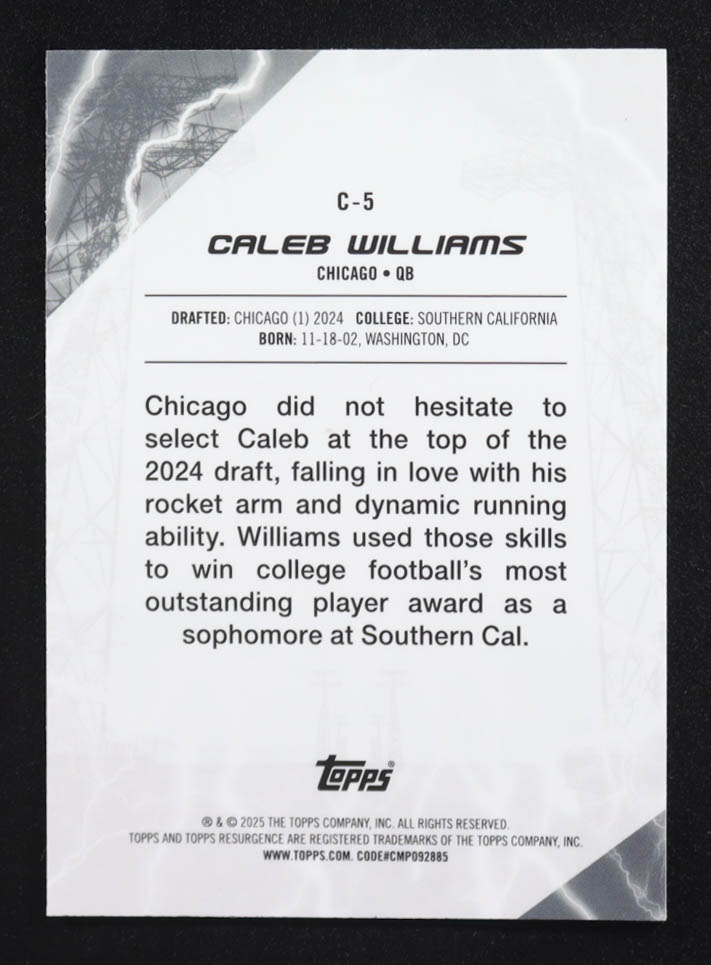 C-5
CALEB WILLIAMS
CHICAGO • QB
DRAFTED: CHICAGO (1) 2024 COLLEGE: SOUTHERN CALIFORNIA
BORN: 11-18-02, WASHINGTON, DC
Chicago did not hesitate to
select Caleb at the top of the
2024 draft, falling in love with his
rocket arm and dynamic running
ability. Williams used those skills
to win college football's most
outstanding player award as a
sophomore at Southern Cal.
topps®
® & © 2025 THE TOPPS COMPANY, INC. ALL RIGHTS RESERVED.
TOPPS AND TOPPS RESURGENCE ARE REGISTERED TRADEMARKS OF THE TOPPS COMPANY, INC.
WWW.TOPPS.COM. CODE#CMP092885